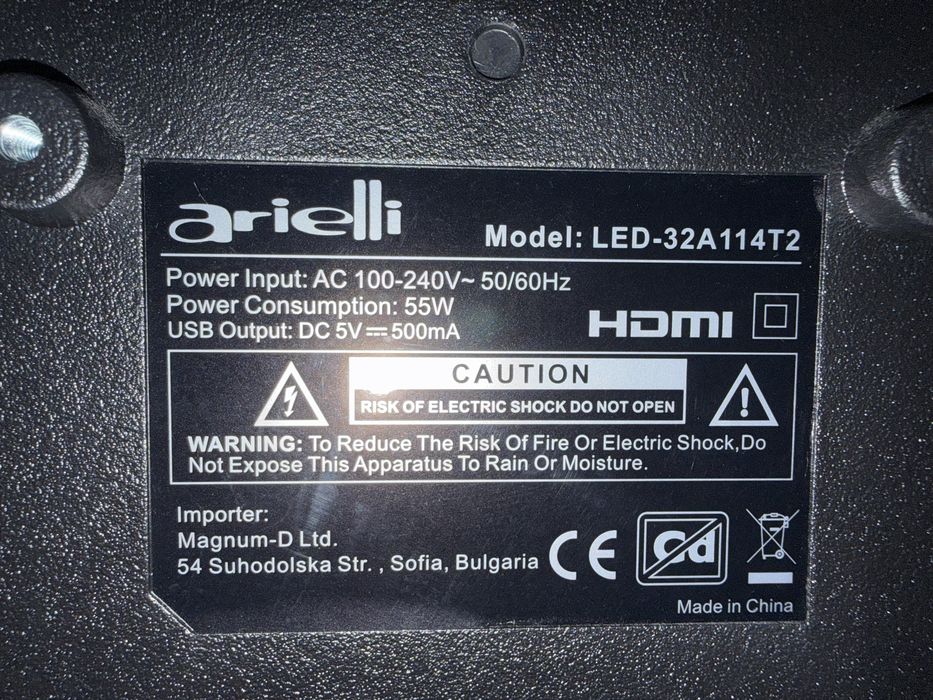 arielli
Model: LED-32A114T2
Power Input: AC 100-240V~ 50/60Hz
Power Consumption: 55W
USB Output: DC 5V⎓500mA
HDMI
CAUTION
RISK OF ELECTRIC SHOCK DO NOT OPEN
WARNING: To Reduce The Risk Of Fire Or Electric Shock,Do
Not Expose This Apparatus To Rain Or Moisture.
Importer:
Magnum-D Ltd.
54 Suhodolska Str. , Sofia, Bulgaria
CE
Cd
Made in China